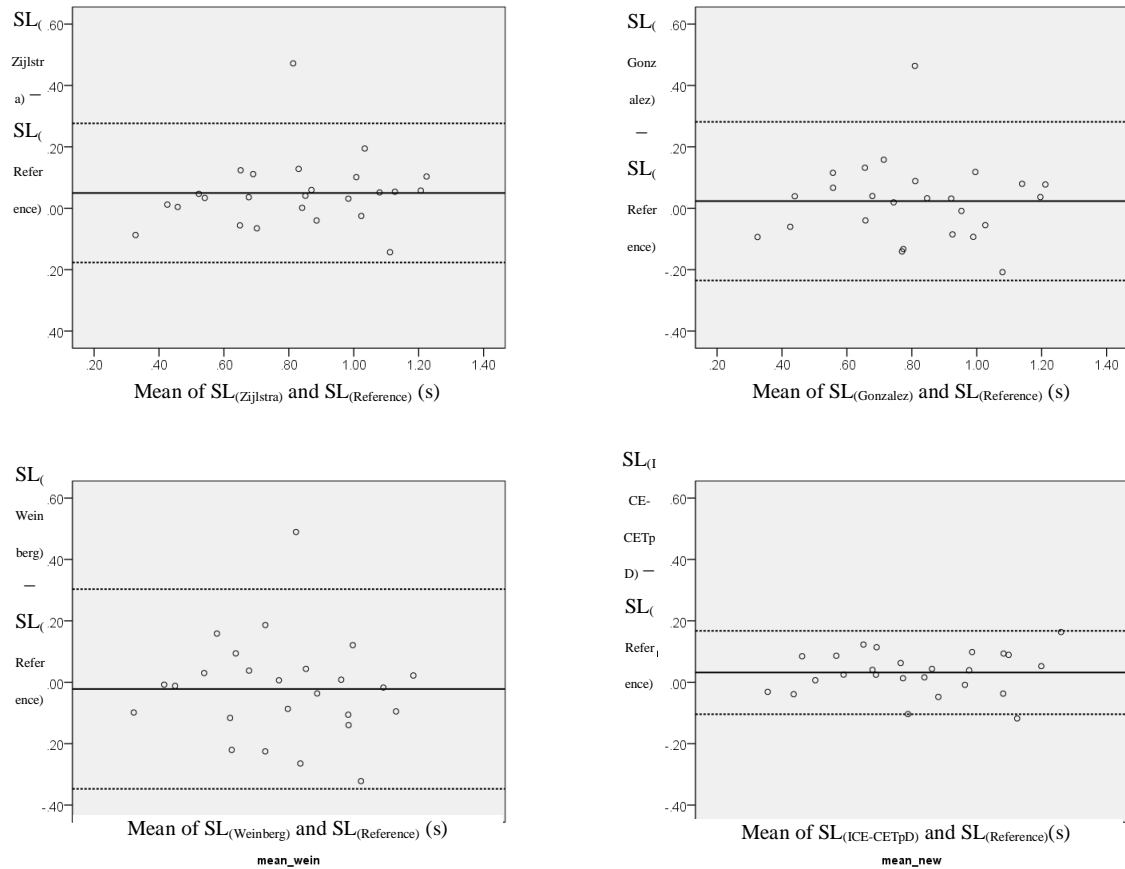 SL(
Zijlstr
a) —
SL(
Refer
ence)
.60
.40
.20
.00
.20
.40
.20 .40 .60 .80 1.00 1.20 1.40
Mean of SL(Zijlstra) and SL(Reference) (s)
SL(
Gonz
alez)
—
SL(
Refer
ence)
.60
.40
.20
.00
-.20
-.40
.20 .40 .60 .80 1.00 1.20 1.40
Mean of SL(Gonzalez) and SL(Reference) (s)
SL(
Wein
berg)
—
SL(
Refer
ence)
.60
.40
.20
.00
.20
-.40
Mean of SL(Weinberg) and SL(Reference) (s)
mean_wein
SL(I
CE-
CETp
D) —
SL(
Refer
ence)
.60
.40
.20
.00
.20
-.40
Mean of SL(ICE-CETpD) and SL(Reference)(s)
mean_new